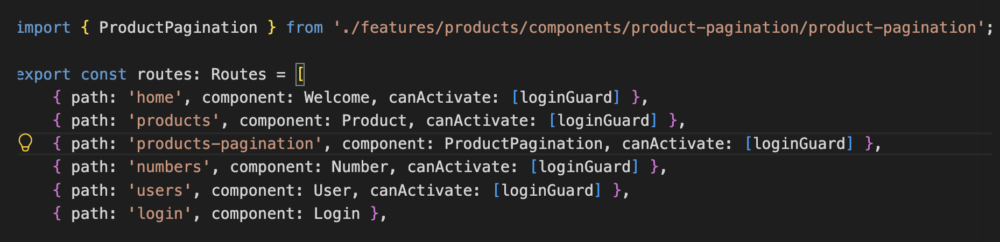 import { ProductPagination } from './features/products/components/product-pagination/product-pagination';
export const routes: Routes = [
{ path: 'home', component: Welcome, canActivate: [loginGuard] },
{ path: 'products', component: Product, canActivate: [loginGuard] },
{ path: 'products-pagination', component: ProductPagination, canActivate: [loginGuard] },
{ path: 'numbers', component: Number, canActivate: [loginGuard] },
{ path: 'users', component: User, canActivate: [loginGuard] },
{ path: 'login', component: Login },